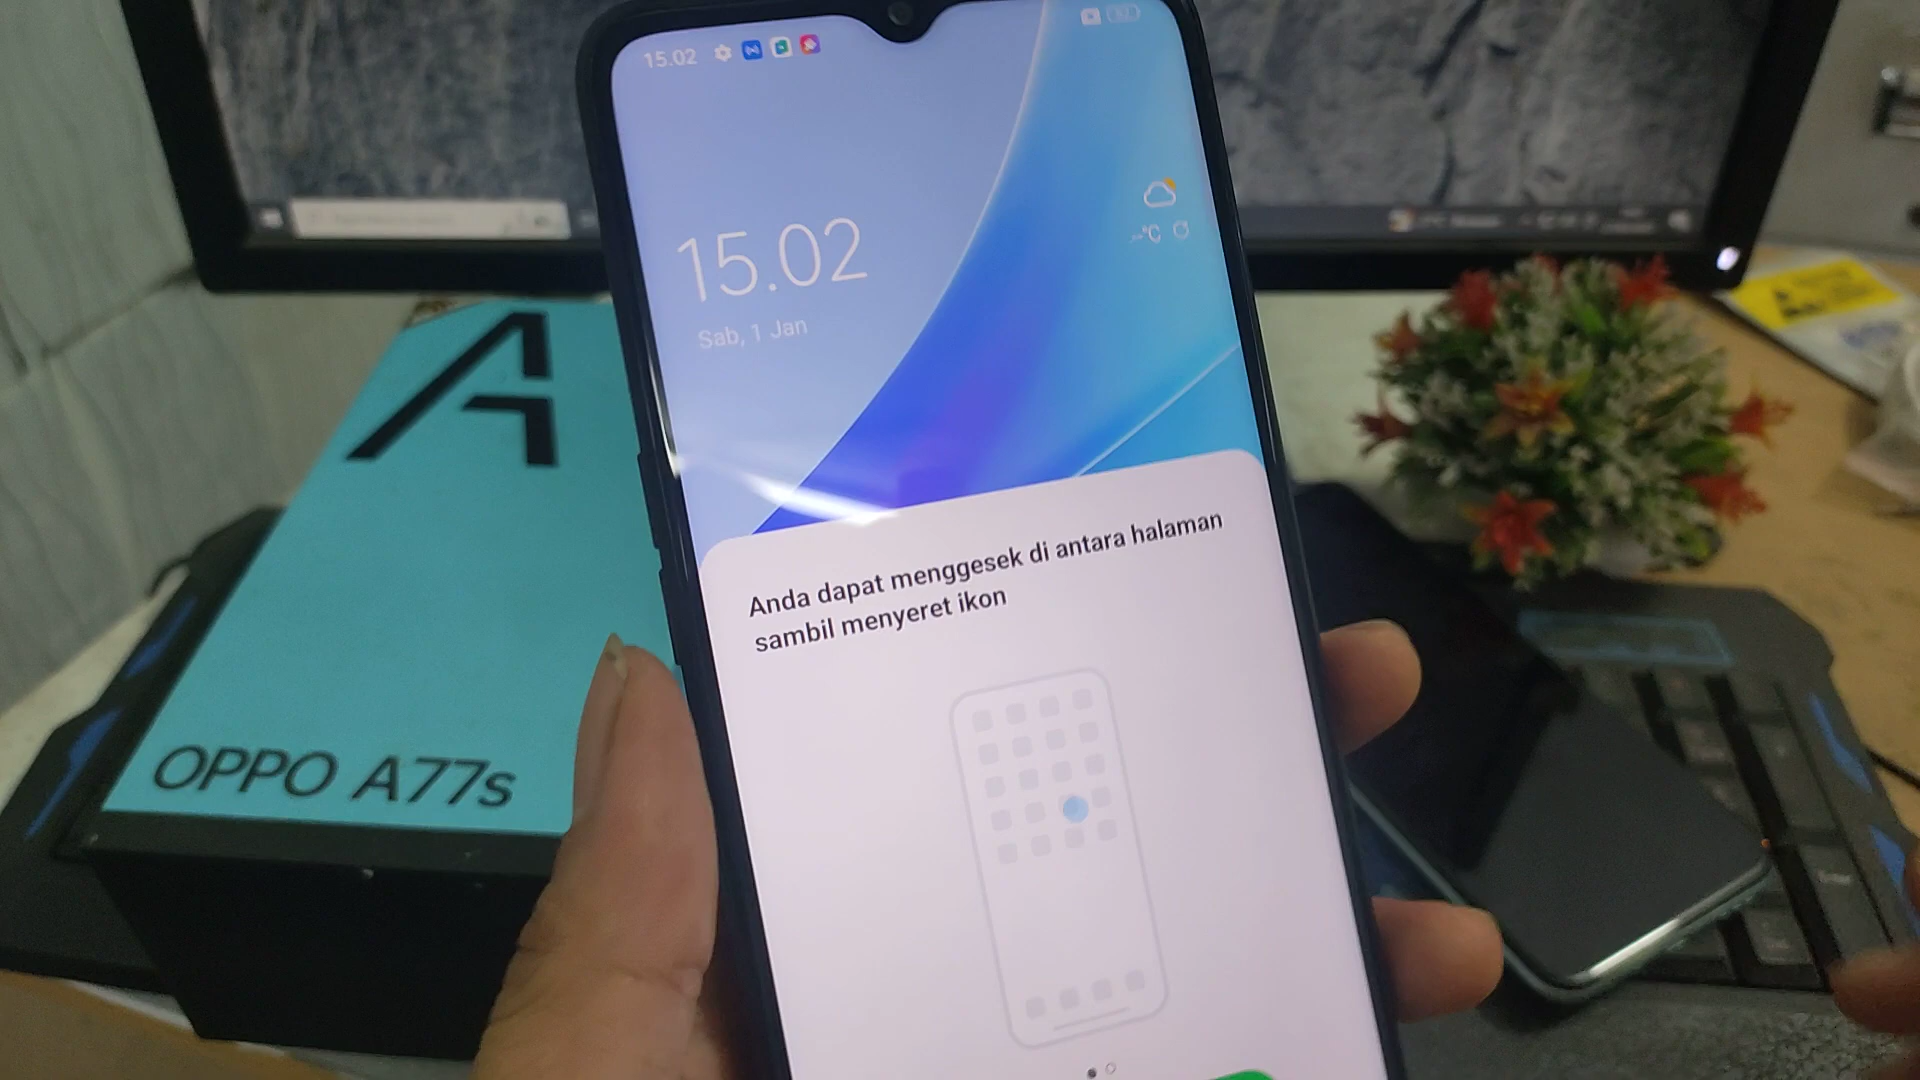 15.02
15.02
Sab, 1 Jan
--°C
Anda dapat menggesek di antara halaman
sambil menyeret ikon
A
OPPO A77s